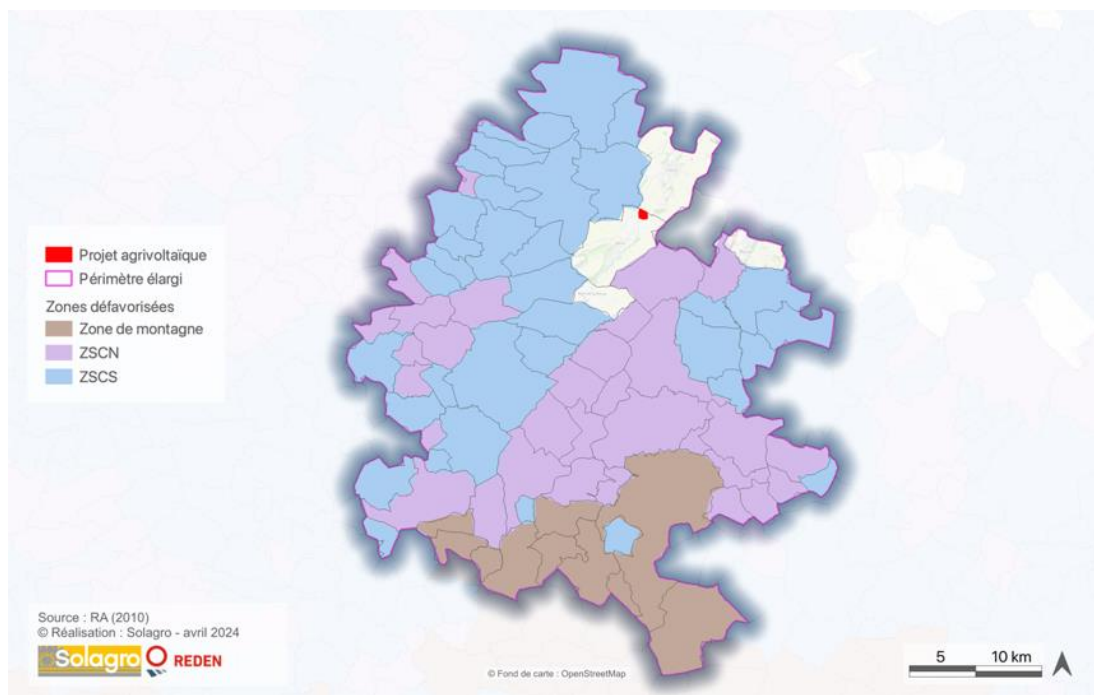 Projet agrivoltaïque
Périmètre élargi
Zones défavorisées
Zone de montagne
ZSCN
ZSCS
Source : RA (2010)
© Réalisation : Solagro - avril 2024
Solagro REDEN
© Fond de carte : OpenStreetMap
5 10 km